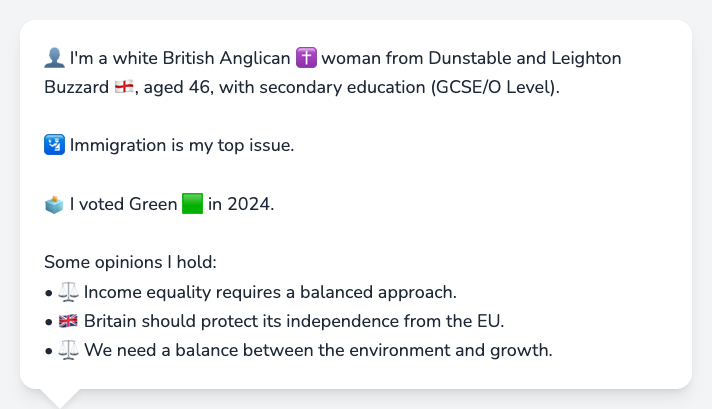 👤 I'm a white British Anglican ✝️ woman from Dunstable and Leighton
Buzzard 🏴󠁧󠁢󠁥󠁮󠁧󠁿, aged 46, with secondary education (GCSE/O Level).
🛂 Immigration is my top issue.
🗳️ I voted Green 🟩 in 2024.
Some opinions I hold:
• ⚖️ Income equality requires a balanced approach.
• 🇬🇧 Britain should protect its independence from the EU.
• ⚖️ We need a balance between the environment and growth.